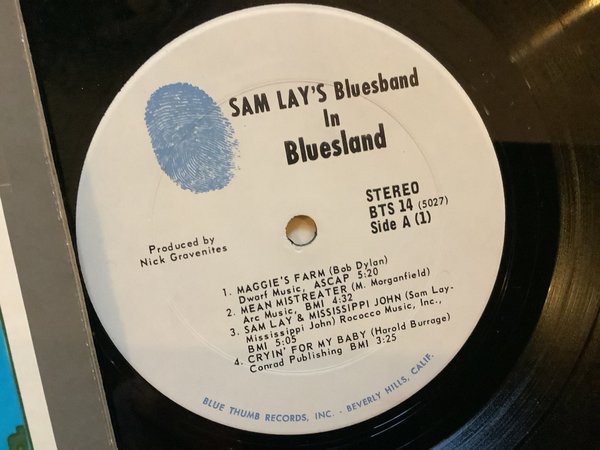 SAM LAY'S Bluesband
In
Bluesland
STEREO
BTS 14 (5027)
Side A (1)
Produced by
Nick Gravenites
1. MAGGIE'S FARM (Bob Dylan)
Dwarf Music, ASCAP 5:20
2. MEAN MISTREATER (M. Morganfield)
Arc Music, BMI 4:32
3. SAM LAY & MISSISSIPPI JOHN (Sam Lay-
Mississippi John) Rococco Music, Inc.,
BMI 5:05
4. CRYIN' FOR MY BABY (Harold Burrage)
Conrad Publishing BMI 3:25
BLUE THUMB RECORDS, INC. - BEVERLY HILLS, CALIF.